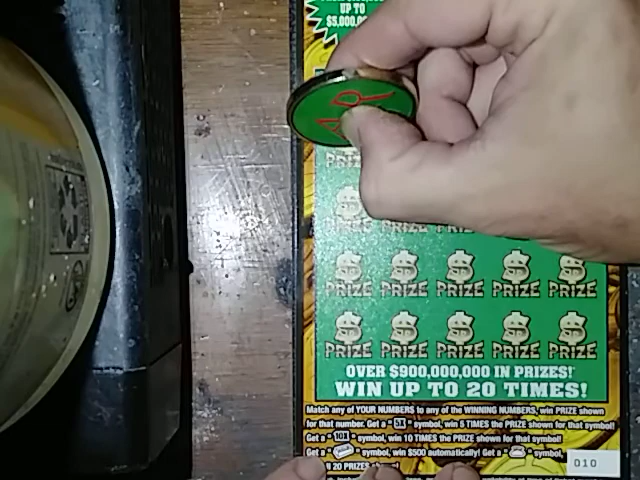 UP TO
$5,000,0
PRIZE
PRIZE PRIZE PRIZE PRIZE PRIZE
PRIZE PRIZE PRIZE PRIZE PRIZE
OVER $900,000,000 IN PRIZES!
WIN UP TO 20 TIMES!
Match any of YOUR NUMBERS to any of the WINNING NUMBERS, win PRIZE shown
for that number. Get a " 5X " symbol, win 5 TIMES the PRIZE shown for that symbol!
Get a " 10X " symbol, win 10 TIMES the PRIZE shown for that symbol!
Get a " " symbol, win $500 automatically! Get a " " symbol,
20 PRIZES
010